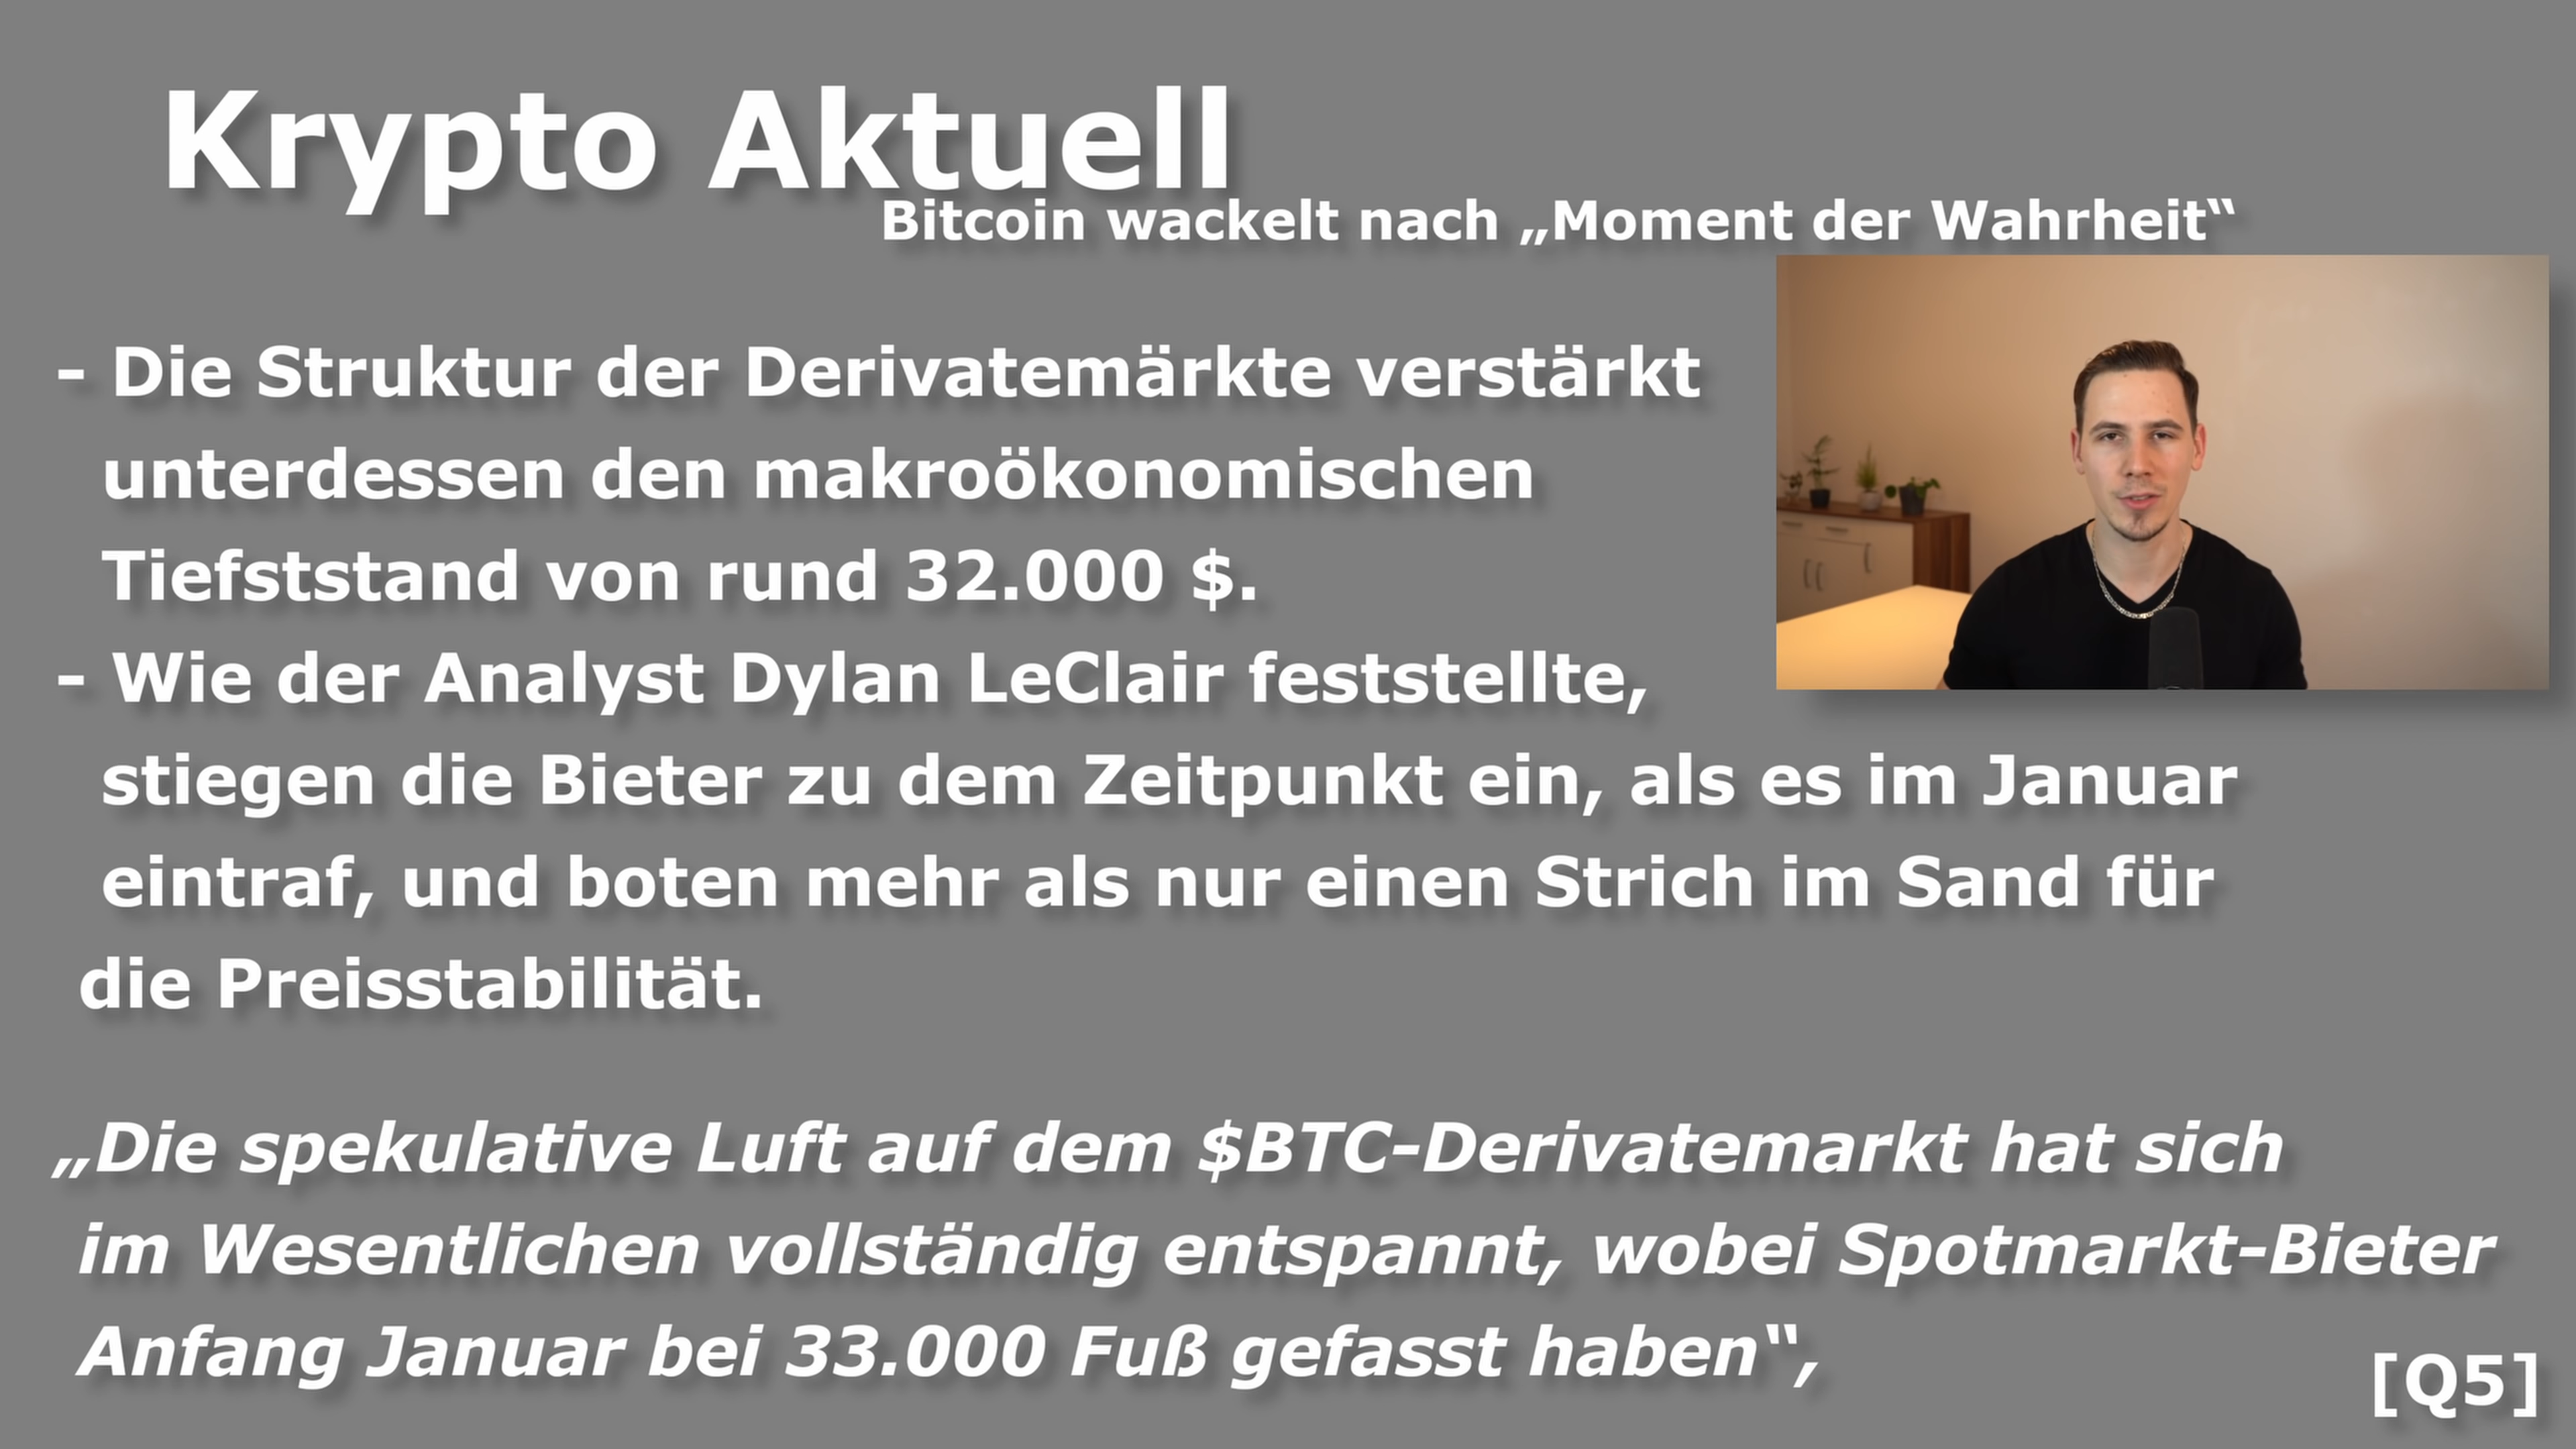 Krypto Aktuell
Bitcoin wackelt nach „Moment der Wahrheit“
- Die Struktur der Derivatemärkte verstärkt
unterdessen den makroökonomischen
Tiefststand von rund 32.000 $.
- Wie der Analyst Dylan LeClair feststellte,
stiegen die Bieter zu dem Zeitpunkt ein, als es im Januar
eintraf, und boten mehr als nur einen Strich im Sand für
die Preisstabilität.
„Die spekulative Luft auf dem $BTC-Derivatemarkt hat sich
im Wesentlichen vollständig entspannt, wobei Spotmarkt-Bieter
Anfang Januar bei 33.000 Fuß gefasst haben“,
[Q5]